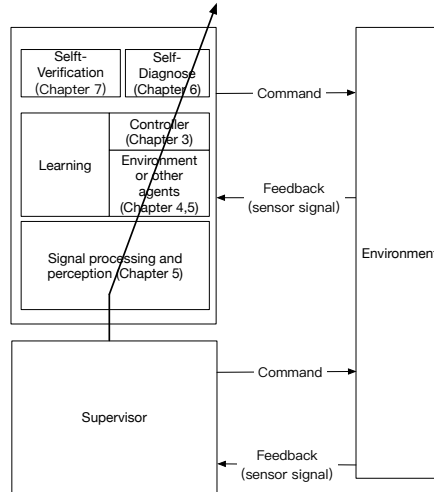 Selft-
Verification
(Chapter 7)
Self-
Diagnose
(Chapter 6)
Command
Learning
Controller
(Chapter 3)
Environment
or other
agents
(Chapter 4,5)
Feedback
(sensor signal)
Signal processing and
perception (Chapter 5)
Environment
Supervisor
Command
Feedback
(sensor signal)